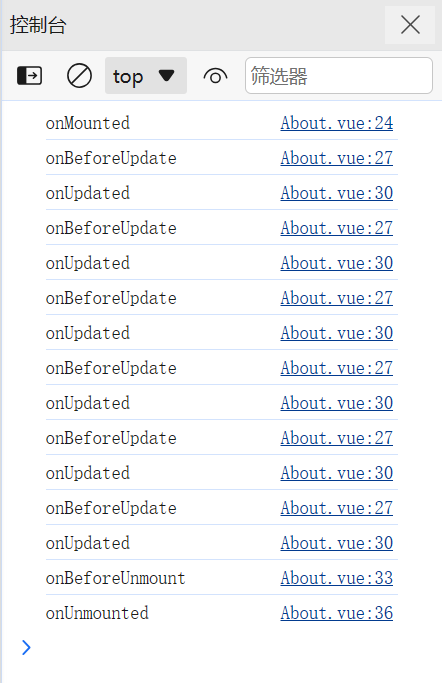 控制台
top 筛选器
onMounted About.vue:24
onBeforeUpdate About.vue:27
onUpdated About.vue:30
onBeforeUpdate About.vue:27
onUpdated About.vue:30
onBeforeUpdate About.vue:27
onUpdated About.vue:30
onBeforeUpdate About.vue:27
onUpdated About.vue:30
onBeforeUpdate About.vue:27
onUpdated About.vue:30
onBeforeUpdate About.vue:27
onUpdated About.vue:30
onBeforeUnmount About.vue:33
onUnmounted About.vue:36